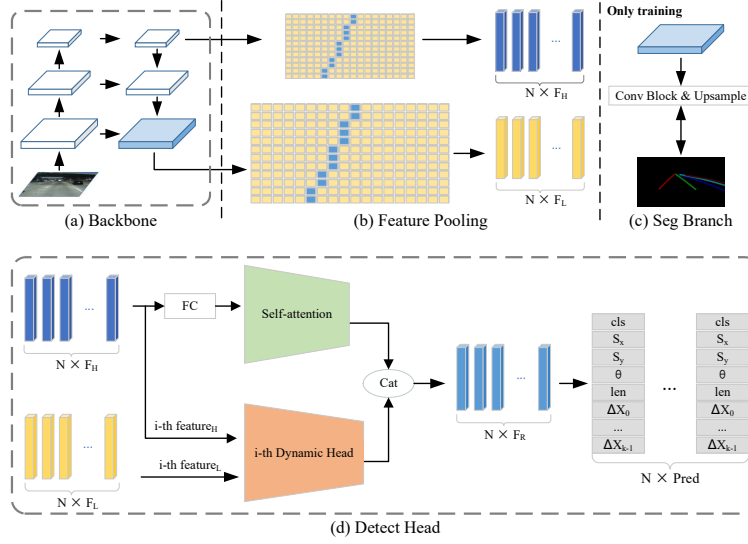 Only training
...
N × F_H
Conv Block & Upsample
...
N × F_L
(a) Backbone
(b) Feature Pooling
(c) Seg Branch
...
N × F_H
FC
Self-attention
Cat
...
N × F_R
i-th feature_H
i-th Dynamic Head
i-th feature_L
...
N × F_L
cls
S_x
S_y
θ
len
ΔX_0
...
ΔX_k-1
...
cls
S_x
S_y
θ
len
ΔX_0
...
ΔX_k-1
N × Pred
(d) Detect Head